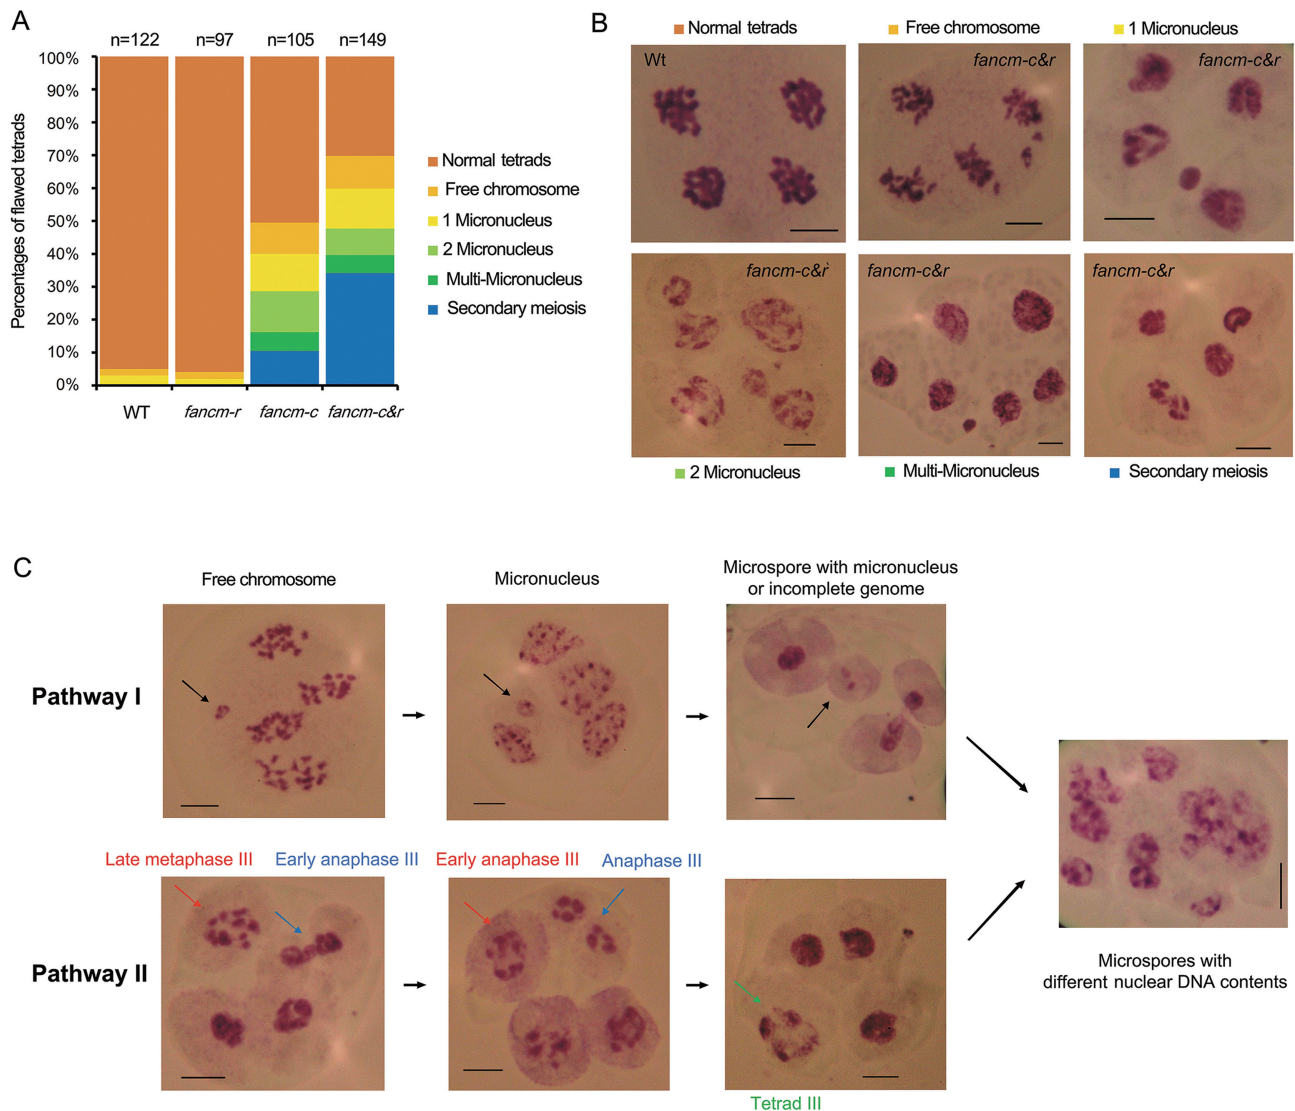 A
n=122 n=97 n=105 n=149
Percentages of flawed tetrads
100%
90%
80%
70%
60%
50%
40%
30%
20%
10%
0%
WT fancm-r fancm-c fancm-c&r
Normal tetrads
Free chromosome
1 Micronucleus
2 Micronucleus
Multi-Micronucleus
Secondary meiosis
B
Normal tetrads Free chromosome 1 Micronucleus
Wt fancm-c&r fancm-c&r
fancm-c&r fancm-c&r fancm-c&r
2 Micronucleus Multi-Micronucleus Secondary meiosis
C
Free chromosome Micronucleus Microspore with micronucleus
or incomplete genome
Pathway I
Late metaphase III Early anaphase III Early anaphase III Anaphase III
Pathway II
Tetrad III
Microspores with
different nuclear DNA contents